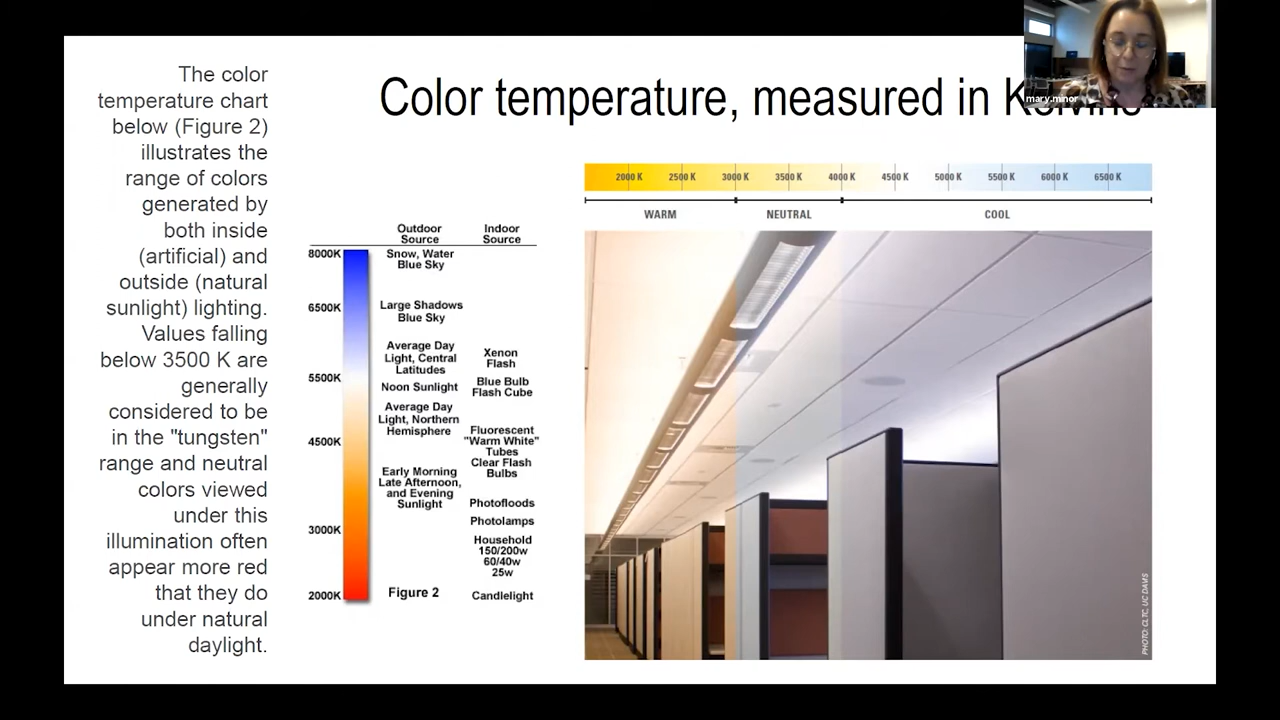 The color
temperature chart
below (Figure 2)
illustrates the
range of colors
generated by
both inside
(artificial) and
outside (natural
sunlight) lighting.
Values falling
below 3500 K are
generally
considered to be
in the "tungsten"
range and neutral
colors viewed
under this
illumination often
appear more red
that they do
under natural
daylight.
Color temperature, measured in Kelvins
mary.minor
Outdoor
Source
Indoor
Source
8000K
Snow, Water
Blue Sky
6500K
Large Shadows
Blue Sky
Average Day
Light, Central
Latitudes
Xenon
Flash
5500K
Noon Sunlight
Blue Bulb
Flash Cube
Average Day
Light, Northern
Hemisphere
4500K
Fluorescent
"Warm White"
Tubes
Clear Flash
Bulbs
Early Morning
Late Afternoon,
and Evening
Sunlight
Photofloods
Photolamps
3000K
Household
150/200w
60/40w
25w
2000K
Figure 2
Candlelight
2000 K 2500 K 3000 K 3500 K 4000 K 4500 K 5000 K 5500 K 6000 K 6500 K
WARM NEUTRAL COOL
PHOTO: CLTC, UC DAVIS